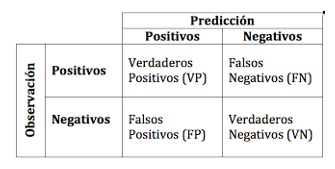 Predicción
Positivos Negativos
Observación
Positivos
Verdaderos
Positivos (VP)
Falsos
Negativos (FN)
Negativos
Falsos
Positivos (FP)
Verdaderos
Negativos (VN)